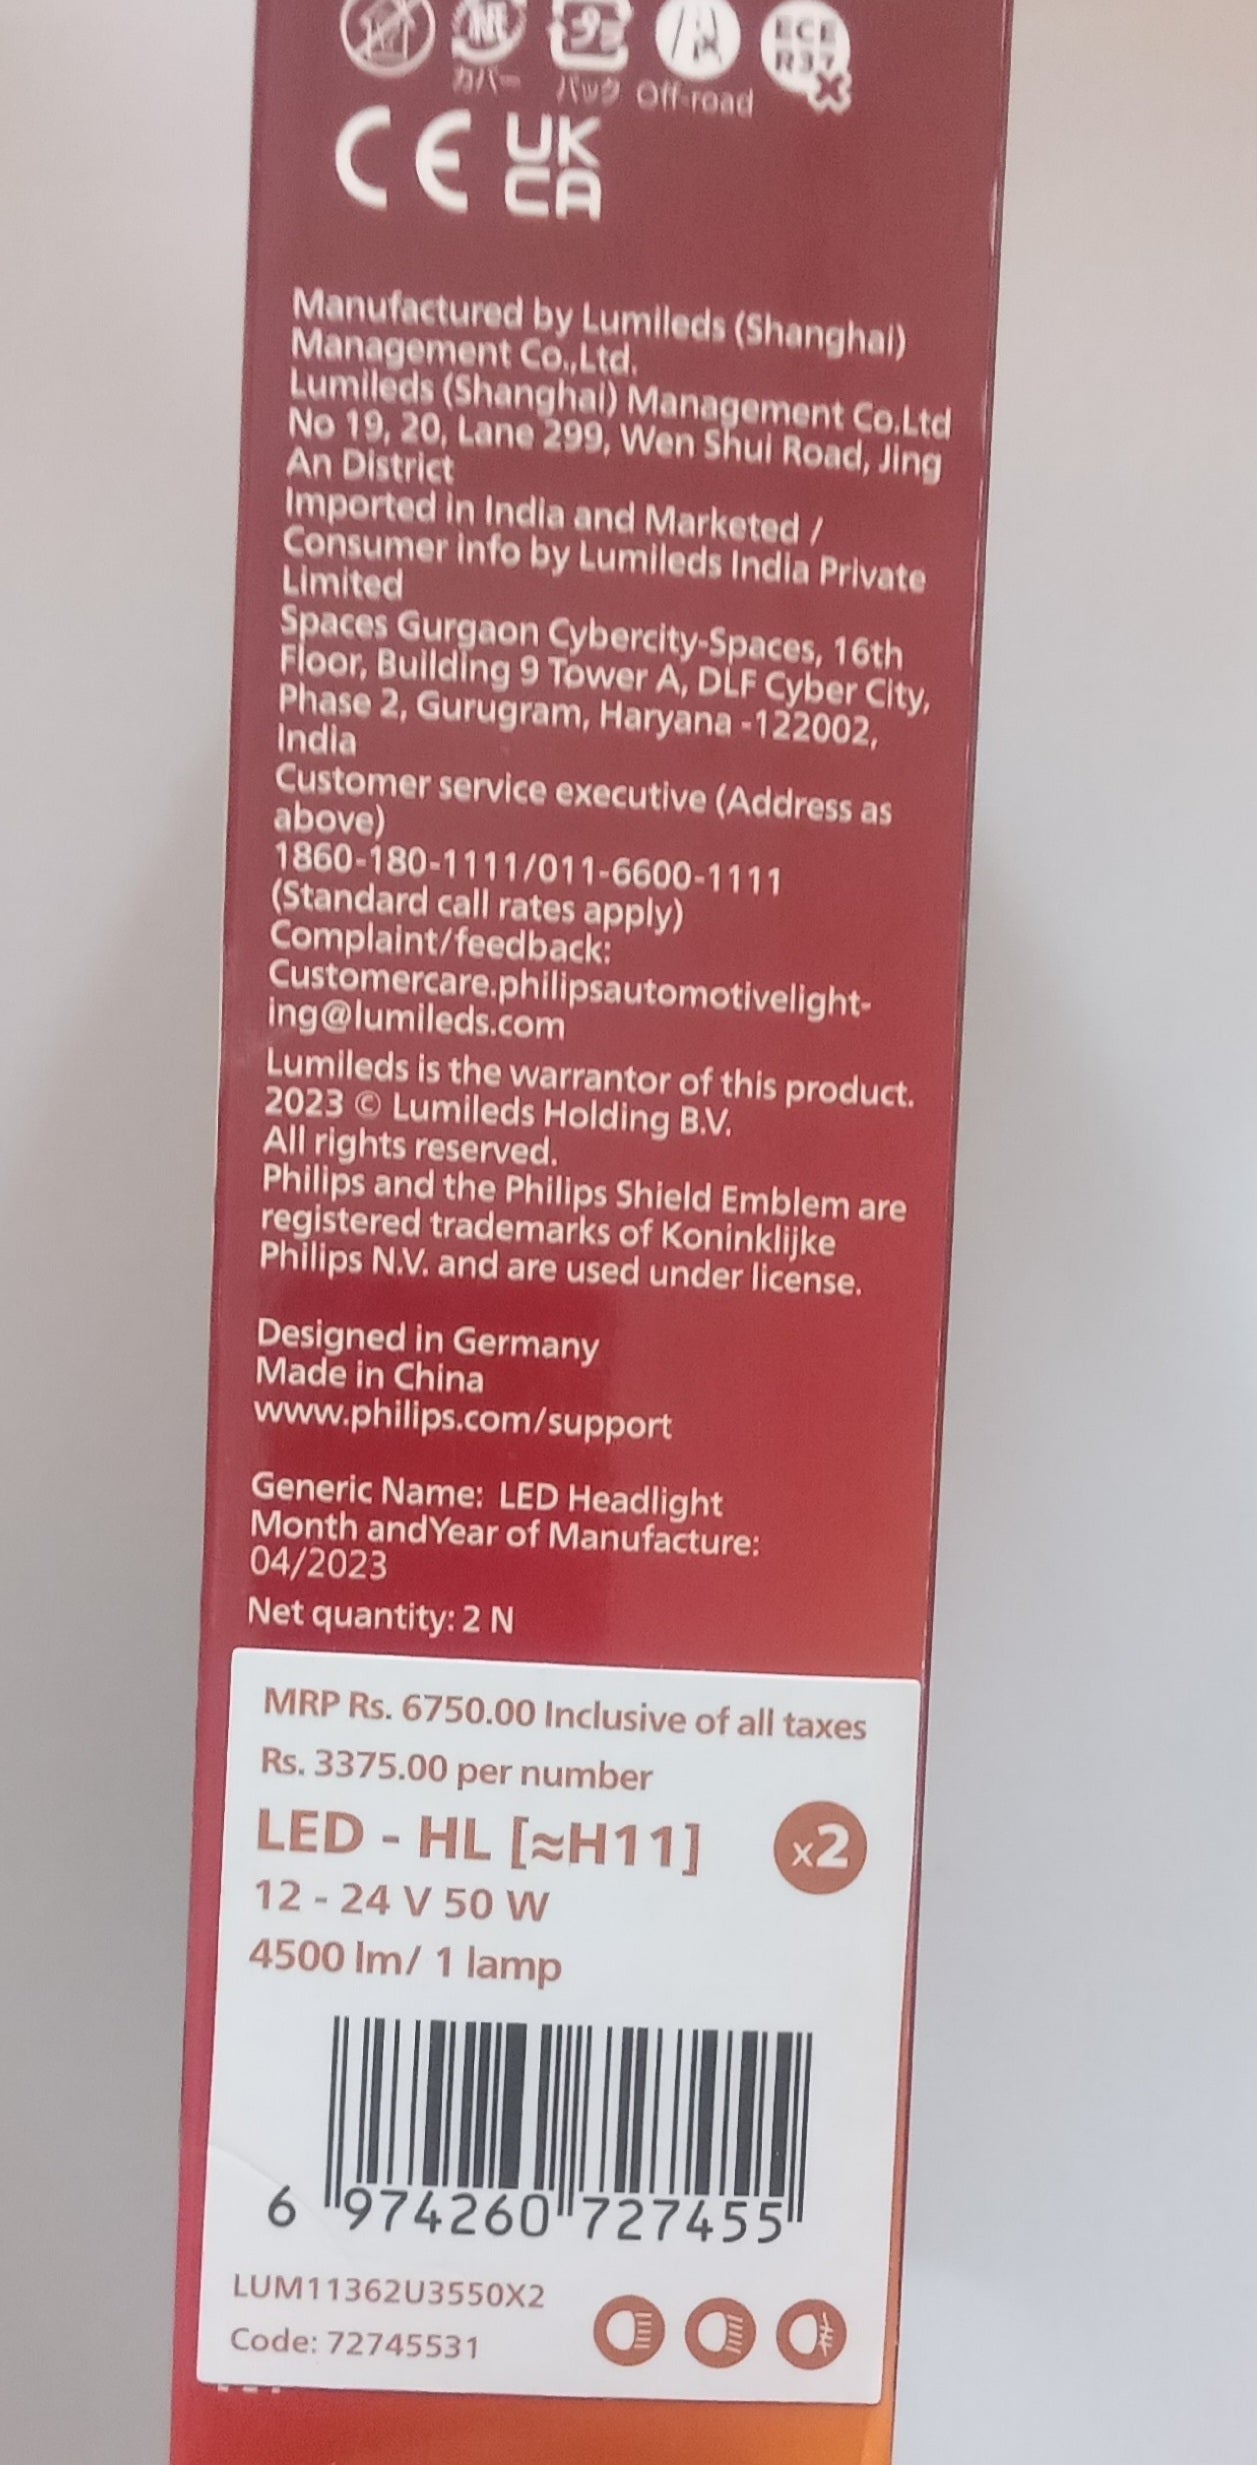 カバー パック Off-road
ECE
R37
CE UK
CA
Manufactured by Lumileds (Shanghai)
Management Co.,Ltd.
Lumileds (Shanghai) Management Co.Ltd
No 19, 20, Lane 299, Wen Shui Road, Jing
An District
Imported in India and Marketed /
Consumer info by Lumileds India Private
Limited
Spaces Gurgaon Cybercity-Spaces, 16th
Floor, Building 9 Tower A, DLF Cyber City,
Phase 2, Gurugram, Haryana -122002,
India
Customer service executive (Address as
above)
1860-180-1111/011-6600-1111
(Standard call rates apply)
Complaint/feedback:
Customercare.philipsautomotivelight-
ing@lumileds.com
Lumileds is the warrantor of this product.
2023 © Lumileds Holding B.V.
All rights reserved.
Philips and the Philips Shield Emblem are
registered trademarks of Koninklijke
Philips N.V. and are used under license.
Designed in Germany
Made in China
www.philips.com/support
Generic Name: LED Headlight
Month andYear of Manufacture:
04/2023
Net quantity: 2 N
MRP Rs. 6750.00 Inclusive of all taxes
Rs. 3375.00 per number
LED - HL [≈H11] x2
12 - 24 V 50 W
4500 lm/ 1 lamp
6 974260 727455
LUM11362U3550X2
Code: 72745531